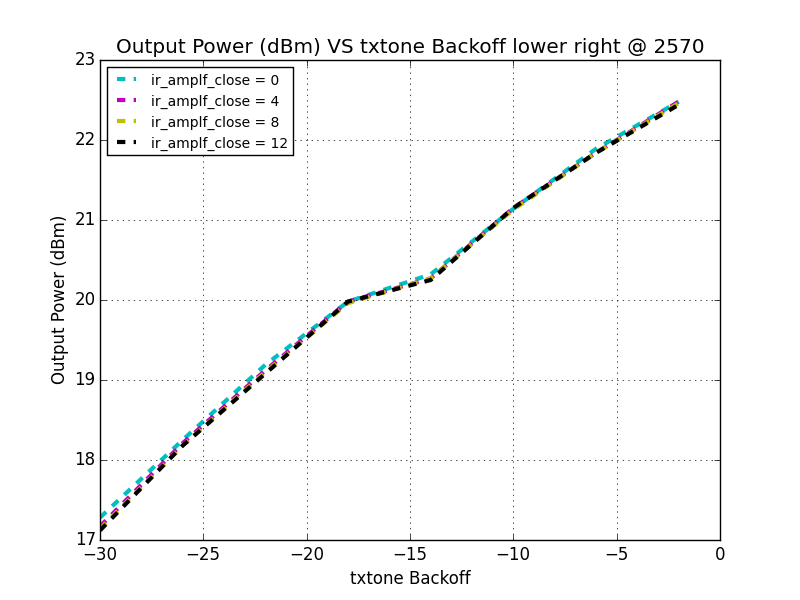 Output Power (dBm) VS txtone Backoff lower right @ 2570
23
22
21
20
19
18
17
ir_amplf_close = 0
ir_amplf_close = 4
ir_amplf_close = 8
ir_amplf_close = 12
Output Power (dBm)
−30 −25 −20 −15 −10 −5 0
txtone Backoff